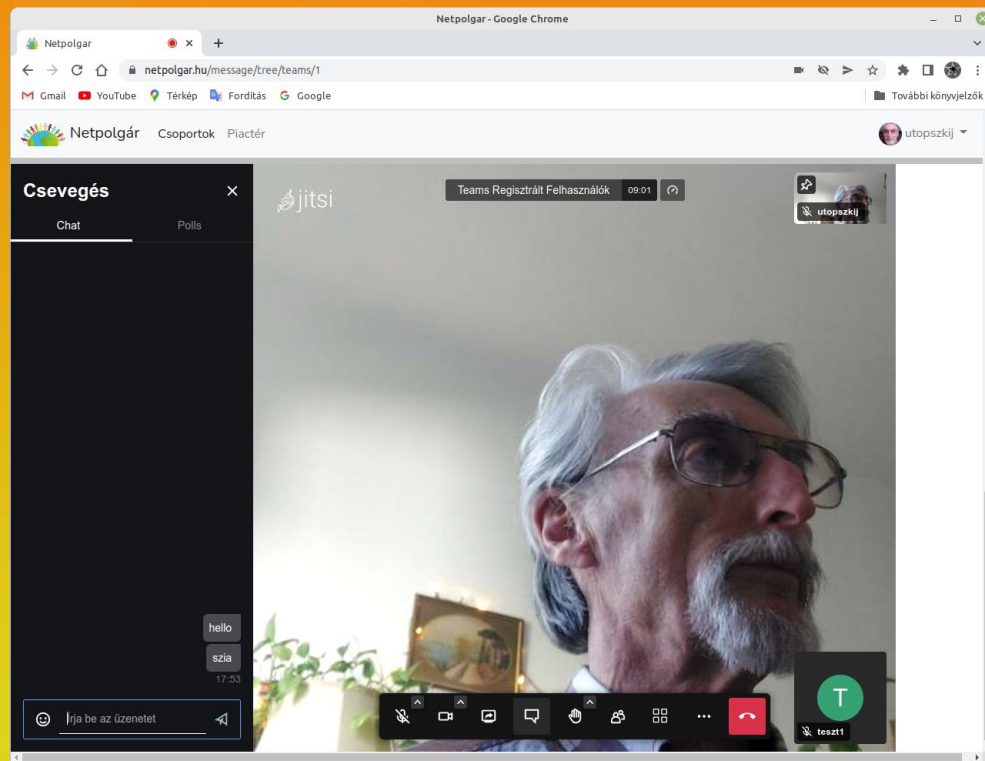 Netpolgar - Google Chrome
Netpolgar
netpolgar.hu/message/tree/teams/1
Gmail YouTube Térkép Fordítás Google További könyvjelzők
Netpolgár Csoportok Piactér utopszkij
Csevegés
Chat Polls
jitsi
Teams Regisztrált Felhasználók 09:01
utopszkij
hello
szia
17:53
Írja be az üzenetet
T
teszt1